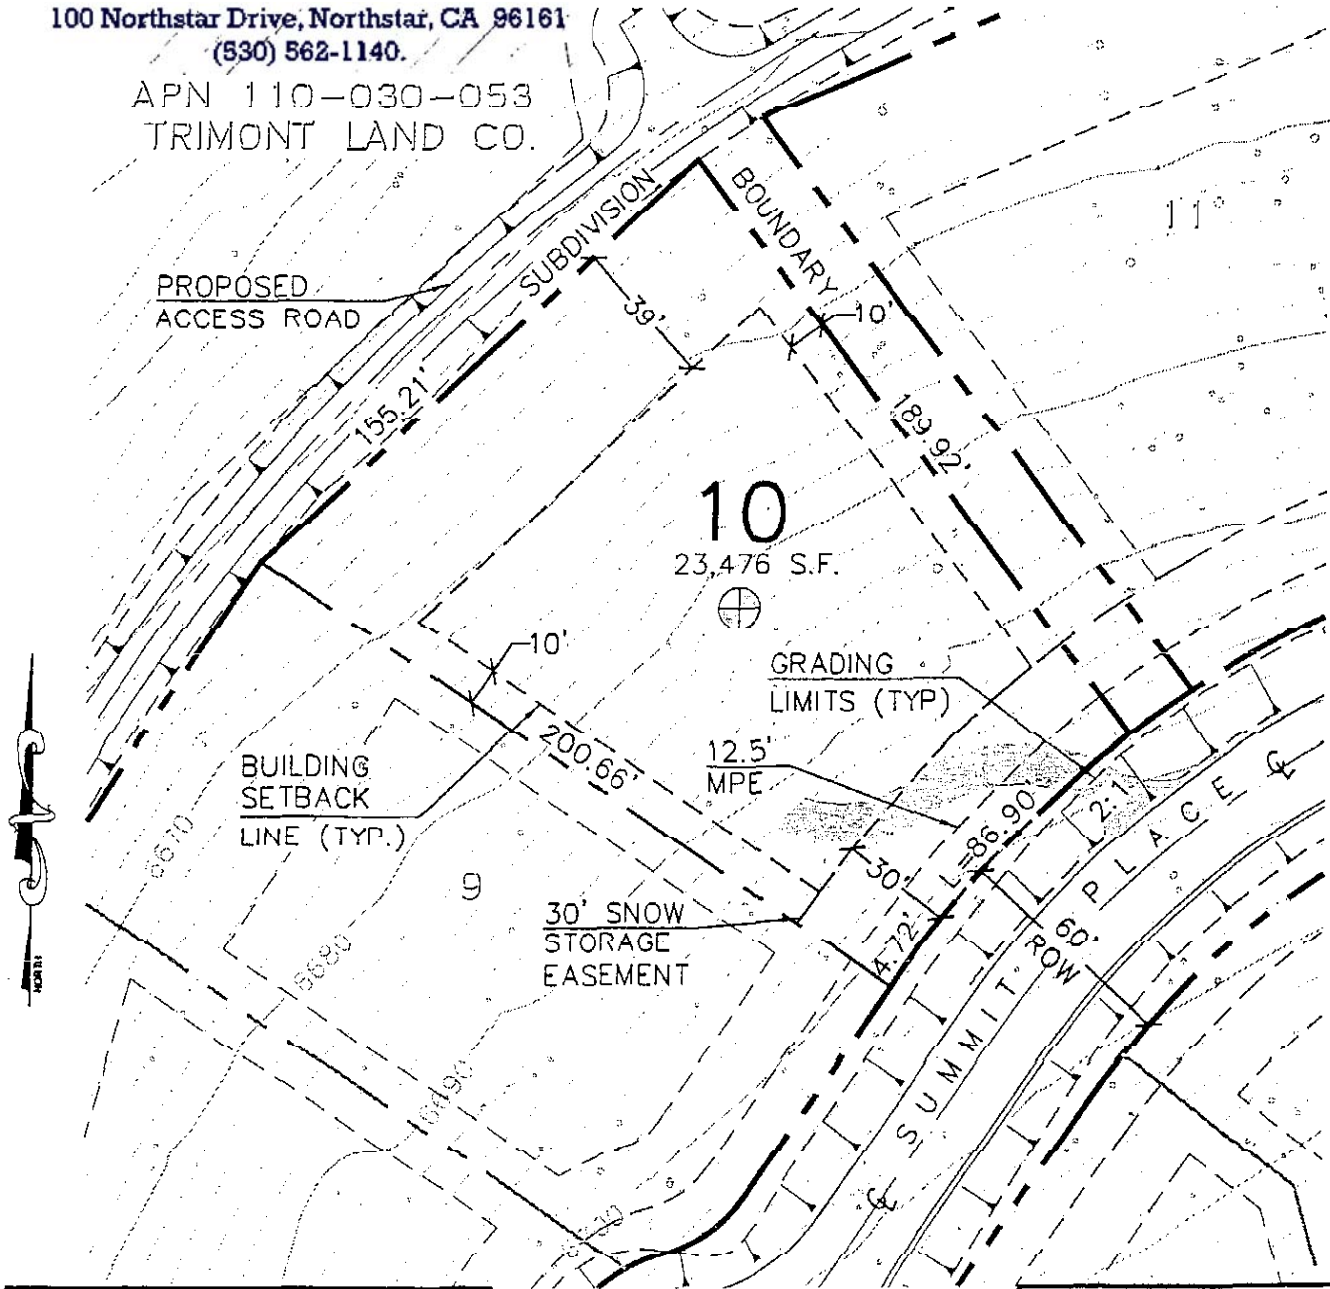 100 Northstar Drive, Northstar, CA 96161
(530) 562-1140.
APN 110-030-053
TRIMONT LAND CO.
SUBDIVISION
BOUNDARY
11
PROPOSED
ACCESS ROAD
39'
10'
155.21'
189.92'
10
23,476 S.F.
10'
GRADING
LIMITS (TYP)
200.66'
12.5'
MPE
BUILDING
SETBACK
LINE (TYP.)
2:1
L=86.90'
30'
6670
9
30' SNOW
STORAGE
EASEMENT
4.72'
60'
ROW
SUMMIT PLACE
6680
6690
NORTH